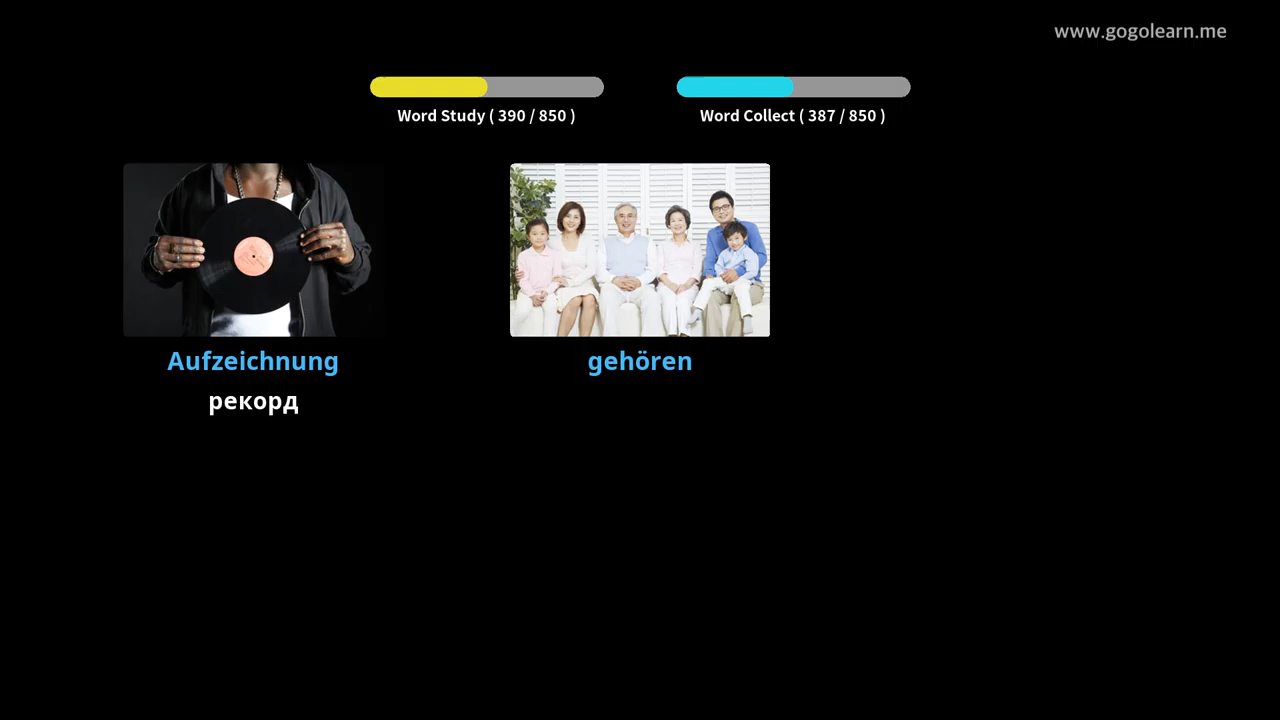 www.gogolearn.me
Word Study ( 390 / 850 )
Word Collect ( 387 / 850 )
Aufzeichnung
рекорд
gehören